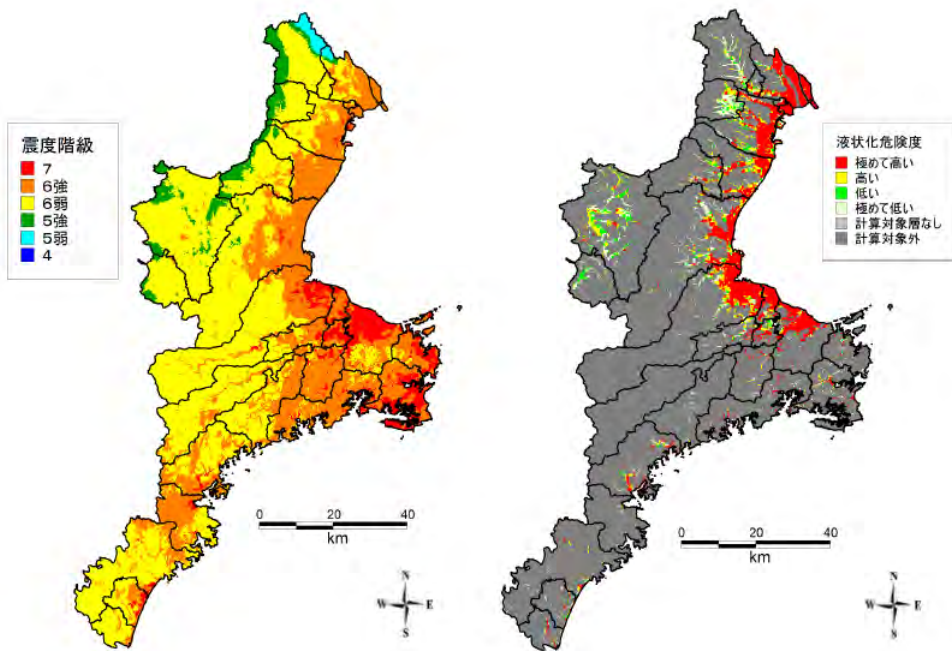 震度階級
7
6強
6弱
5強
5弱
4
0 20 40
km
N
W E
S
液状化危険度
極めて高い
高い
低い
極めて低い
計算対象層なし
計算対象外
0 20 40
km
N
W E
S